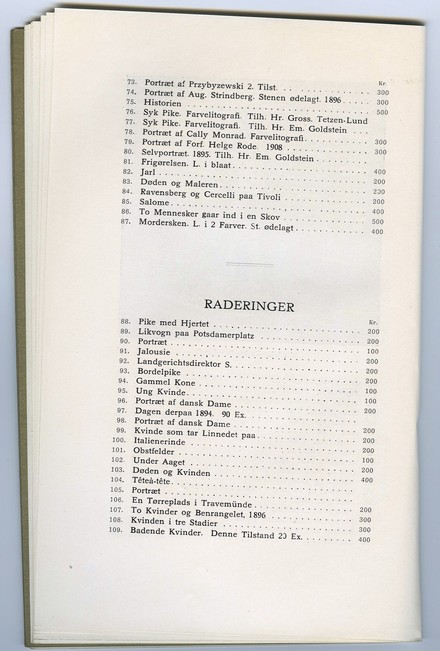 Kr.
73. Portræt af Przybyzewski 2. Tilst. 300
74. Portræt af Aug. Strindberg. Stenen ødelagt. 1896 300
75. Historien 500
76. Syk Pike. Farvelitografi. Tilh. Hr. Gross. Tetzen-Lund
77. Syk Pike. Farvelitografi. Tilh. Hr. Em. Goldstein
78. Portræt af Cally Monrad. Farvelitografi 300
79. Portræt af Forf. Helge Rode. 1908 300
80. Selvportræt. 1895. Tilh. Hr. Em. Goldstein
81. Frigørelsen. L. i blaat 400
82. Jarl 200
83. Døden og Maleren 200
84. Ravensberg og Cercelli paa Tivoli 400
85. Salome 400
86. To Mennesker gaar ind i en Skov 500
87. Mordersken. L. i 2 Farver. St. ødelagt 400
RADERINGER
Kr.
88. Pike med Hjertet 200
89. Likvogn paa Potsdamerplatz 200
90. Portræt 100
91. Jalousie 100
92. Landgerichtsdirektor S. 200
93. Bordelpike 200
94. Gammel Kone 100
95. Ung Kvinde 200
96. Portræt af dansk Dame 200
97. Dagen derpaa 1894. 90 Ex.
98. Portræt af dansk Dame
99. Kvinde som tar Linnedet paa 200
100. Italienerinde 200
101. Obstfelder 100
102. Under Aaget 200
103. Døden og Kvinden 400
104. Têteà-tête
105. Portræt
106. En Tørreplads i Travemünde 200
107. To Kvinder og Benrangelet, 1896 300
108. Kvinden i tre Stadier 300
109. Badende Kvinder. Denne Tilstand 20 Ex. 400